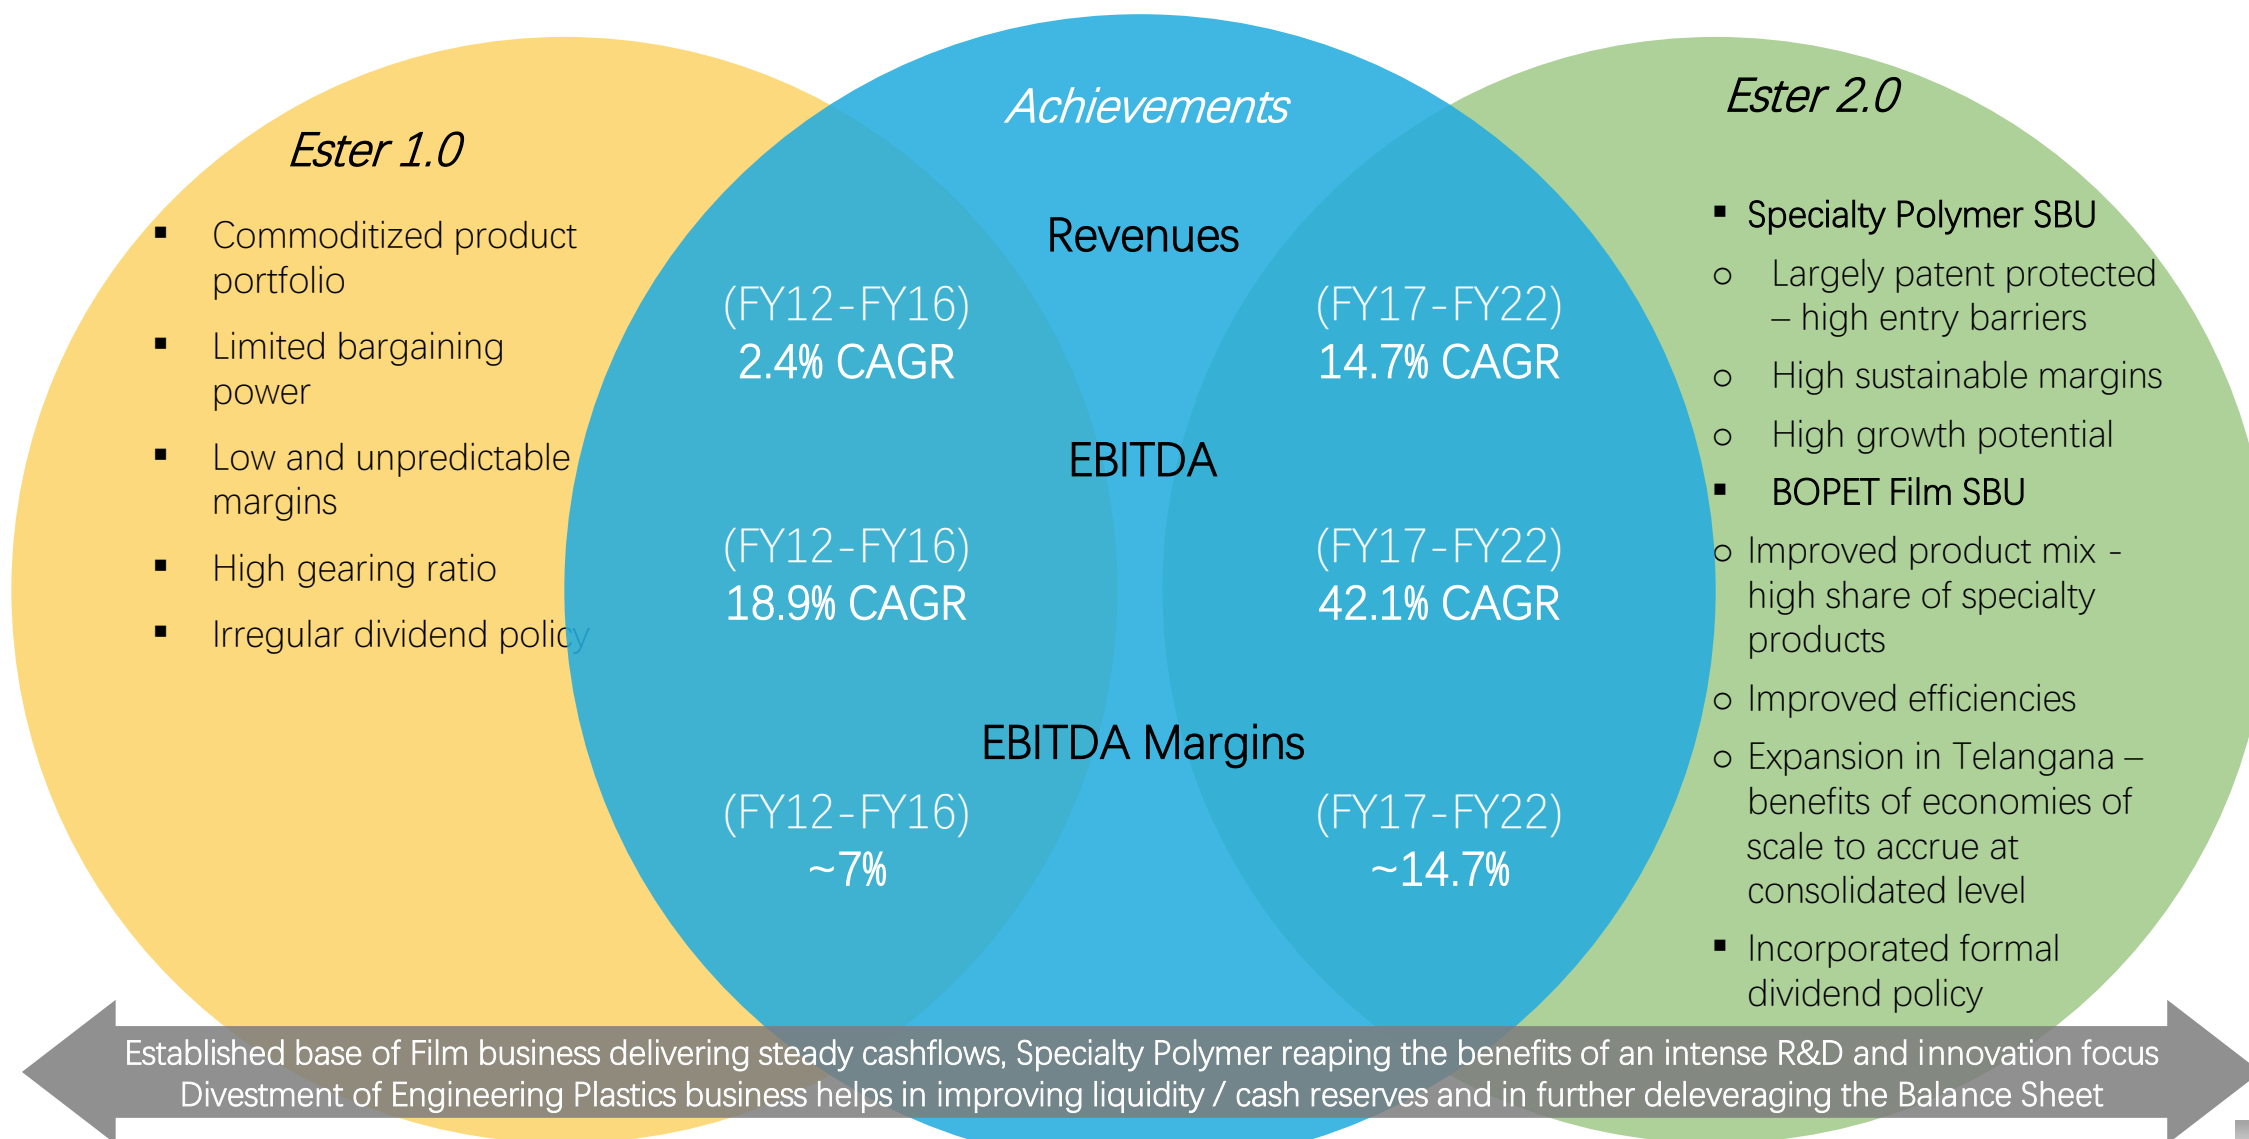 Ester 1.0
▪ Commoditized product
portfolio
▪ Limited bargaining
power
▪ Low and unpredictable
margins
▪ High gearing ratio
▪ Irregular dividend policy
Achievements
Revenues
(FY12-FY16)
2.4% CAGR
(FY17-FY22)
14.7% CAGR
EBITDA
(FY12-FY16)
18.9% CAGR
(FY17-FY22)
42.1% CAGR
EBITDA Margins
(FY12-FY16)
~7%
(FY17-FY22)
~14.7%
Ester 2.0
▪ Specialty Polymer SBU
o Largely patent protected
– high entry barriers
o High sustainable margins
o High growth potential
▪ BOPET Film SBU
o Improved product mix -
high share of specialty
products
o Improved efficiencies
o Expansion in Telangana –
benefits of economies of
scale to accrue at
consolidated level
▪ Incorporated formal
dividend policy
Established base of Film business delivering steady cashflows, Specialty Polymer reaping the benefits of an intense R&D and innovation focus
Divestment of Engineering Plastics business helps in improving liquidity / cash reserves and in further deleveraging the Balance Sheet